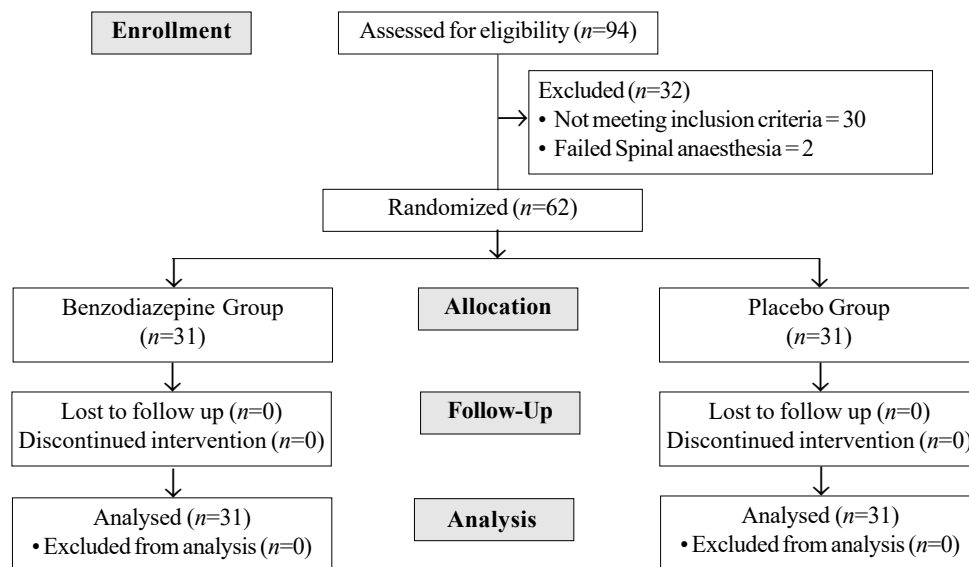 Enrollment
Assessed for eligibility (n=94)
Excluded (n=32)
• Not meeting inclusion criteria = 30
• Failed Spinal anaesthesia = 2
Randomized (n=62)
Benzodiazepine Group
(n=31)
Allocation
Placebo Group
(n=31)
Lost to follow up (n=0)
Discontinued intervention (n=0)
Follow-Up
Lost to follow up (n=0)
Discontinued intervention (n=0)
Analysed (n=31)
• Excluded from analysis (n=0)
Analysis
Analysed (n=31)
• Excluded from analysis (n=0)